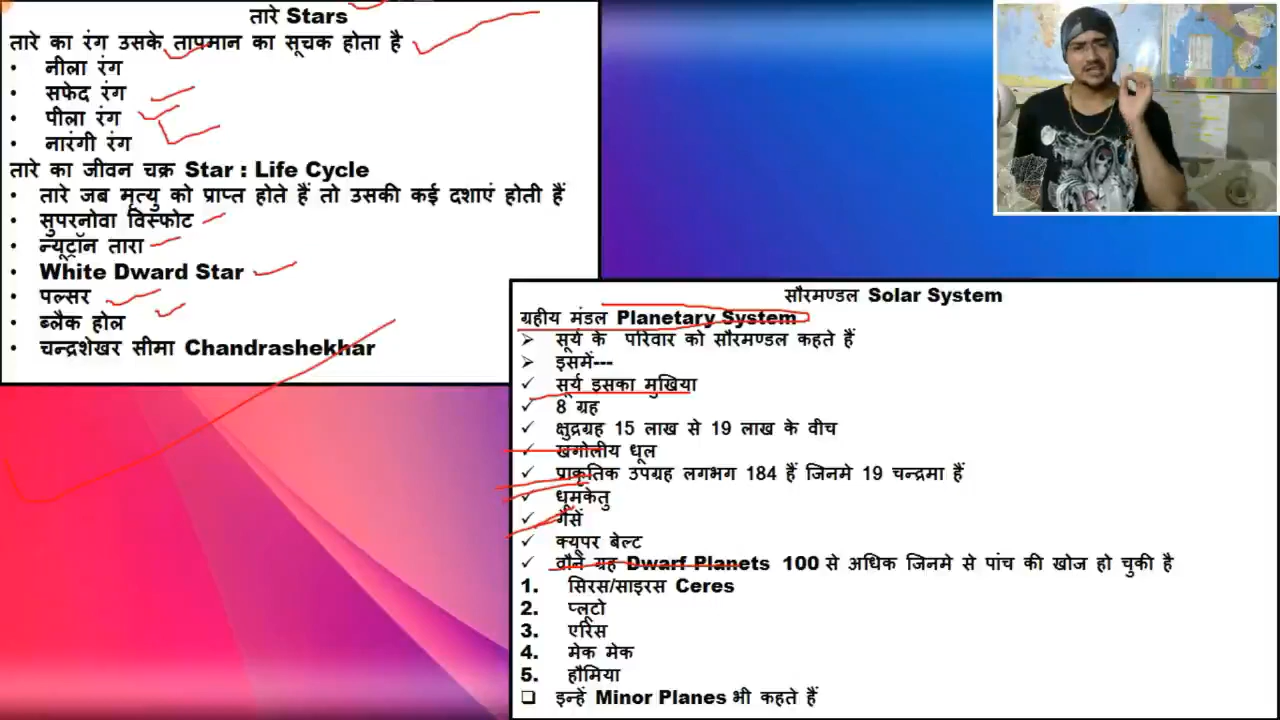 तारे Stars
तारे का रंग उसके तापमान का सूचक होता है
• नीला रंग
• सफेद रंग
• पीला रंग
• नारंगी रंग
तारे का जीवन चक्र Star : Life Cycle
• तारे जब मृत्यु को प्राप्त होते हैं तो उसकी कई दशाएं होती हैं
• सुपरनोवा विस्फोट
• न्यूट्रॉन तारा
• White Dward Star
• पल्सर
• ब्लैक होल
• चन्द्रशेखर सीमा Chandrashekhar
सौरमण्डल Solar System
ग्रहीय मंडल Planetary System
➢ सूर्य के परिवार को सौरमण्डल कहते हैं
➢ इसमें---
✓ सूर्य इसका मुखिया
✓ 8 ग्रह
✓ क्षुद्रग्रह 15 लाख से 19 लाख के वीच
✓ खगोलीय धूल
✓ प्राकृतिक उपग्रह लगभग 184 हैं जिनमे 19 चन्द्रमा हैं
✓ धूमकेतु
✓ गैसें
✓ क्यूपर बेल्ट
✓ वौने ग्रह Dwarf Planets 100 से अधिक जिनमे से पांच की खोज हो चुकी है
1. सिरस/साइरस Ceres
2. प्लूटो
3. एरिस
4. मेक मेक
5. हौमिया
❑ इन्हें Minor Planes भी कहते हैं